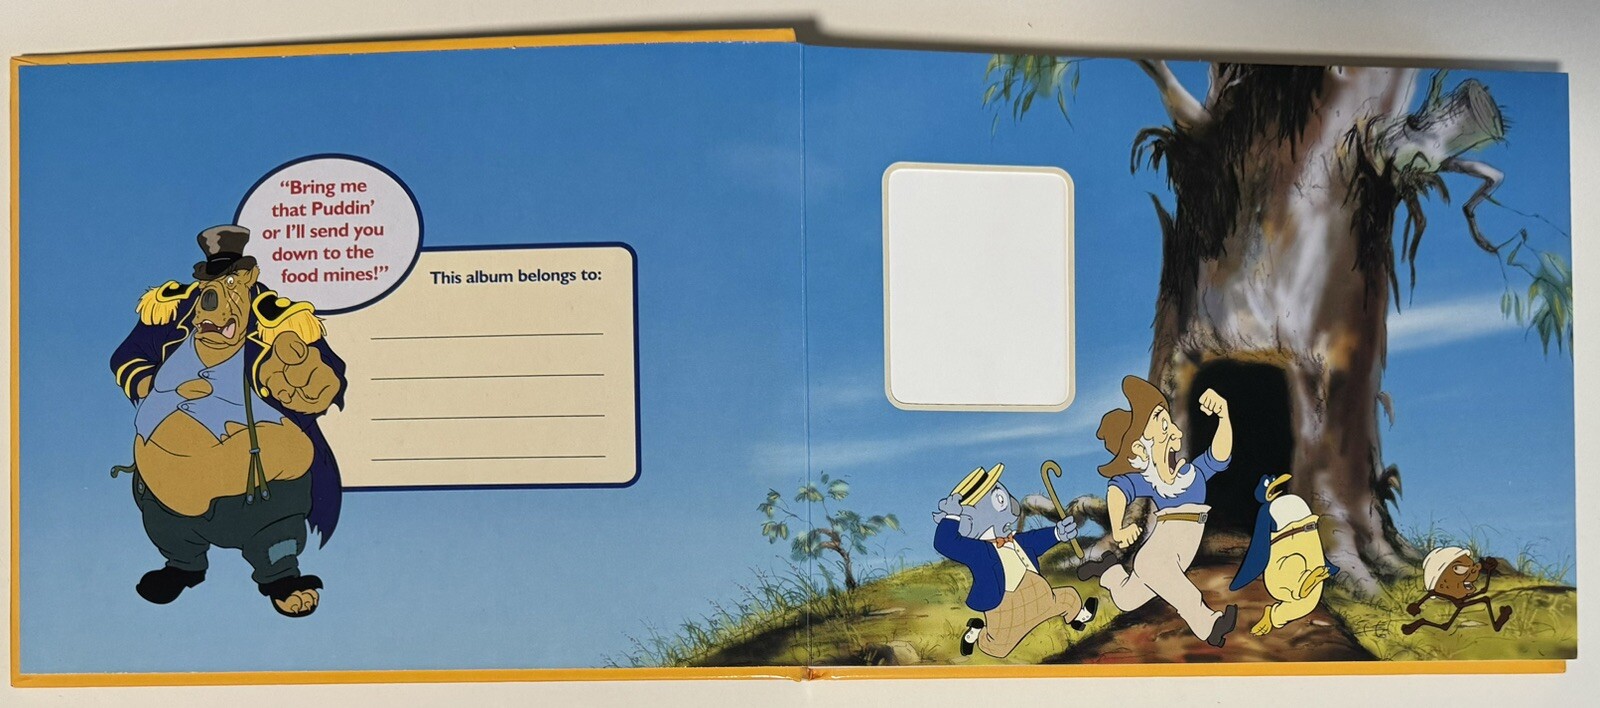 “Bring me
that Puddin’
or I’ll send you
down to the
food mines!”
This album belongs to: